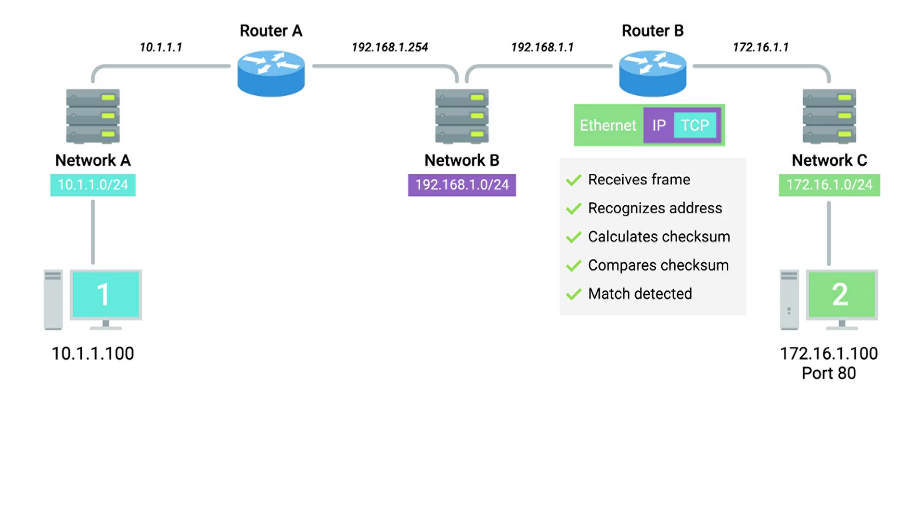 Router A
Router B
10.1.1.1
192.168.1.254
192.168.1.1
172.16.1.1
Ethernet IP TCP
Network A
Network B
Network C
10.1.1.0/24
192.168.1.0/24
172.16.1.0/24
Receives frame
Recognizes address
Calculates checksum
Compares checksum
Match detected
1
2
10.1.1.100
172.16.1.100
Port 80